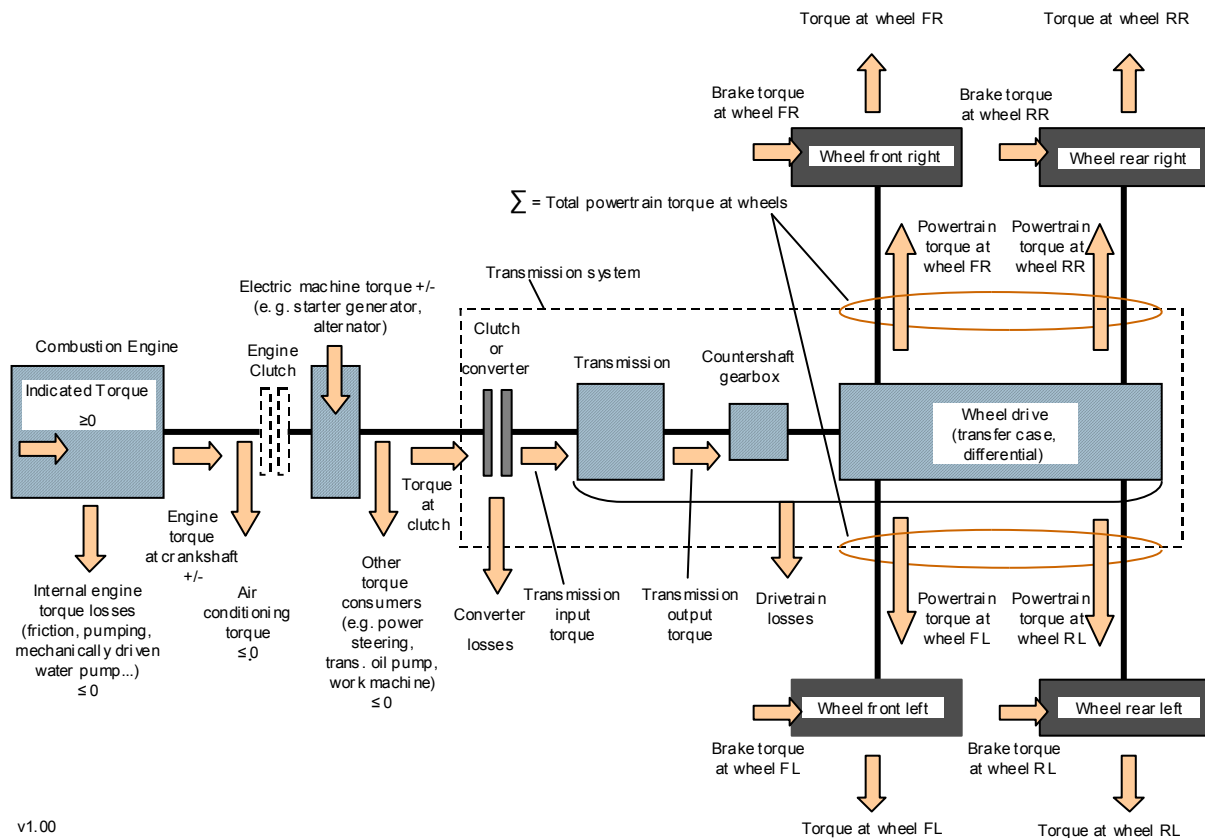 Torque at wheel FR
Torque at wheel RR
Brake torque
at wheel FR
Brake torque
at wheel RR
Wheel front right
Wheel rear right
∑ = Total powertrain torque at wheels
Powertrain
torque at
wheel FR
Powertrain
torque at
wheel RR
Transmission system
Electric machine torque +/-
(e. g. starter generator,
alternator)
Combustion Engine
Engine
Clutch
Clutch
or
converter
Transmission
Countershaft
gearbox
Indicated Torque
≥0
Wheel drive
(transfer case,
differential)
Torque
at
clutch
Engine
torque
at crankshaft
+/-
Internal engine
torque losses
(friction, pumping,
mechanically driven
water pump...)
≤ 0
Air
conditioning
torque
≤ 0
Other
torque
consumers
(e.g. power
steering,
trans. oil pump,
work machine)
≤ 0
Converter
losses
Transmission
input
torque
Transmission
output
torque
Drivetrain
losses
Powertrain
torque at
wheel FL
Powertrain
torque at
wheel RL
Wheel front left
Wheel rear left
Brake torque
at wheel FL
Brake torque
at wheel RL
Torque at wheel FL
Torque at wheel RL
v1.00